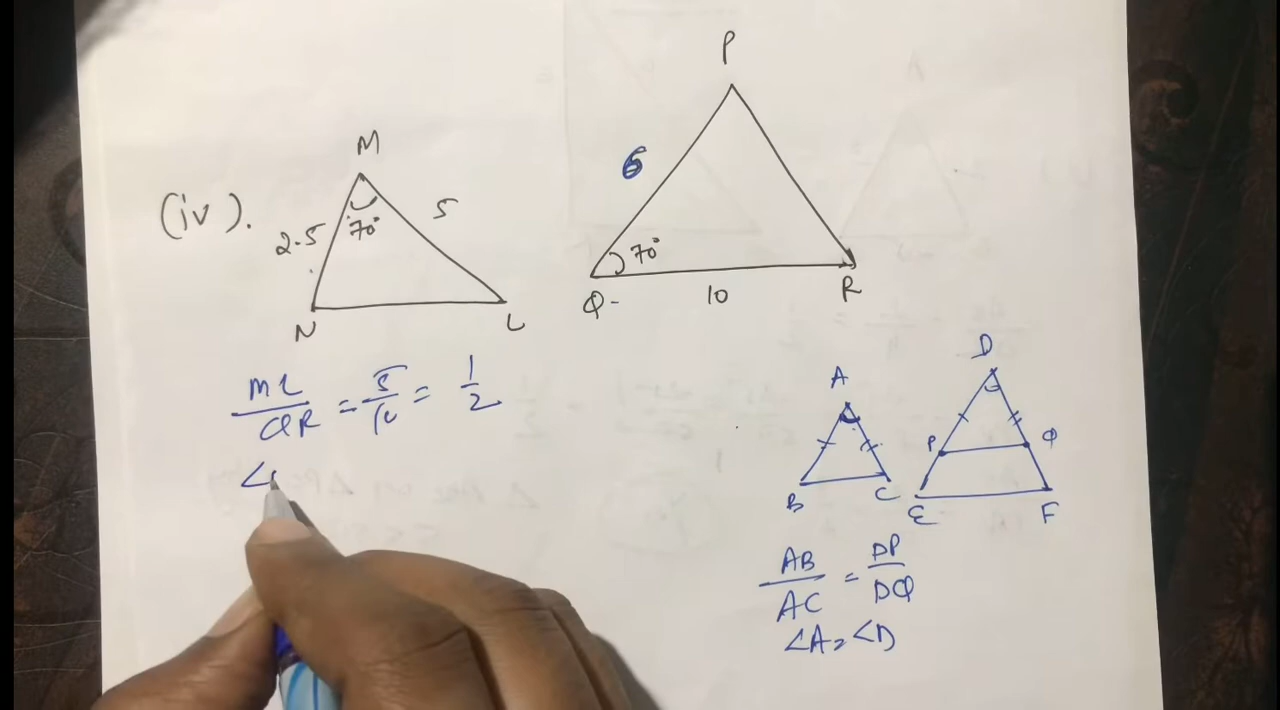 P
M
6
(iv).
2.5
70°
5
70°
Q
10
R
N
L
ML/QR = 5/10 = 1/2
∠
A
D
P
Q
B
C
E
F
AB/AC = DP/DQ
∠A = ∠D